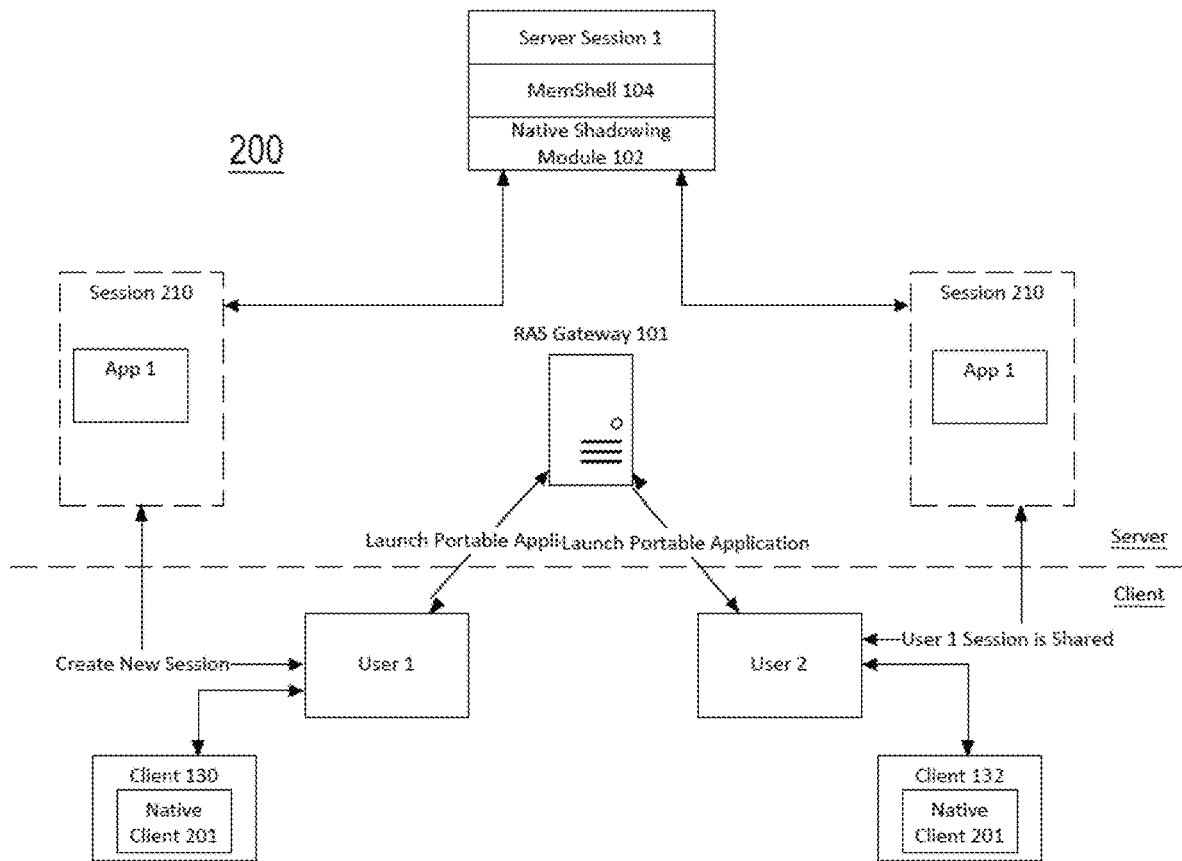 Server Session 1
MemShell 104
Native Shadowing
Module 102
200
Session 210
Session 210
RAS Gateway 101
App 1
App 1
Launch Portable Appli
Launch Portable Application
Server
Client
User 1
User 2
Create New Session
User 1 Session is Shared
Client 130
Native
Client 201
Client 132
Native
Client 201